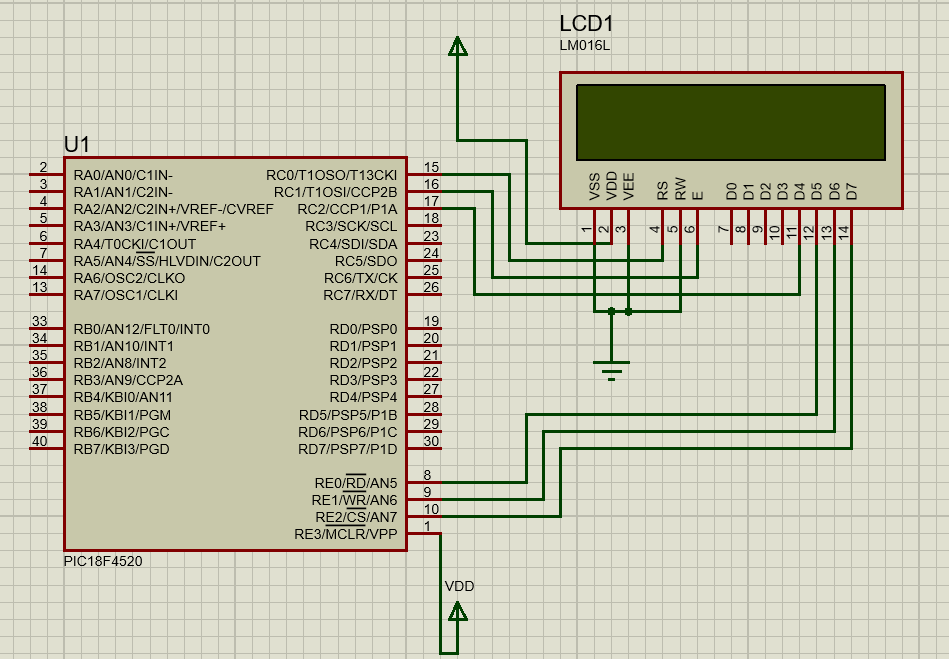 LCD1
LM016L
VSS
VDD
VEE
RS
RW
E
D0
D1
D2
D3
D4
D5
D6
D7
1
2
3
4
5
6
7
8
9
10
11
12
13
14
U1
2 RA0/AN0/C1IN- RC0/T1OSO/T13CKI 15
3 RA1/AN1/C2IN- RC1/T1OSI/CCP2B 16
4 RA2/AN2/C2IN+/VREF-/CVREF RC2/CCP1/P1A 17
5 RA3/AN3/C1IN+/VREF+ RC3/SCK/SCL 18
6 RA4/T0CKI/C1OUT RC4/SDI/SDA 23
7 RA5/AN4/SS/HLVDIN/C2OUT RC5/SDO 24
14 RA6/OSC2/CLKO RC6/TX/CK 25
13 RA7/OSC1/CLKI RC7/RX/DT 26
33 RB0/AN12/FLT0/INT0 RD0/PSP0 19
34 RB1/AN10/INT1 RD1/PSP1 20
35 RB2/AN8/INT2 RD2/PSP2 21
36 RB3/AN9/CCP2A RD3/PSP3 22
37 RB4/KBI0/AN11 RD4/PSP4 27
38 RB5/KBI1/PGM RD5/PSP5/P1B 28
39 RB6/KBI2/PGC RD6/PSP6/P1C 29
40 RB7/KBI3/PGD RD7/PSP7/P1D 30
RE0/RD/AN5 8
RE1/WR/AN6 9
RE2/CS/AN7 10
RE3/MCLR/VPP 1
PIC18F4520
VDD